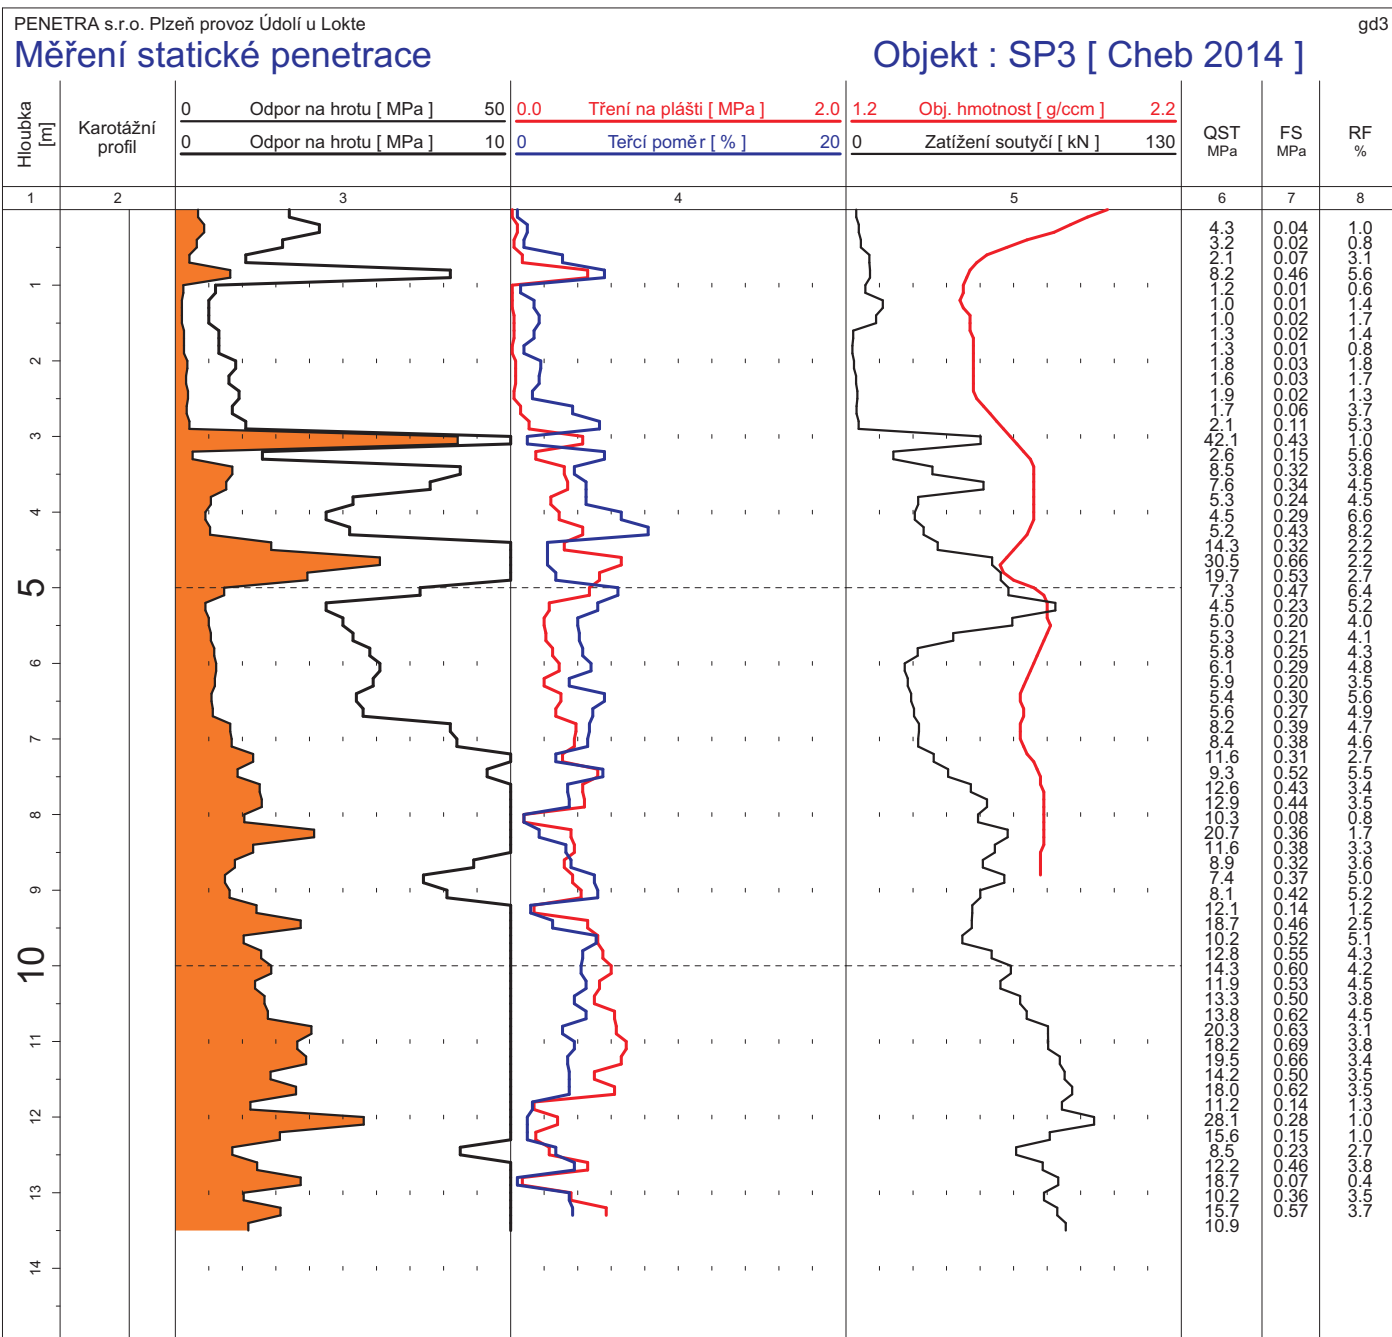 PENETRA s.r.o. Plzeň provoz Údolí u Lokte
gd3
Měření statické penetrace
Objekt : SP3 [ Cheb 2014 ]
Hloubka [m]
Karotážní profil
0 Odpor na hrotu [ MPa ] 50
0 Odpor na hrotu [ MPa ] 10
0.0 Tření na plášti [ MPa ] 2.0
0 Teřcí poměr [ % ] 20
1.2 Obj. hmotnost [ g/ccm ] 2.2
0 Zatížení soutyčí [ kN ] 130
QST MPa
FS MPa
RF %
1 2 3 4 5 6 7 8
4.3 0.04 1.0
3.2 0.02 0.8
2.1 0.07 3.1
8.2 0.46 5.6
1 1.2 0.01 0.6
1.0 0.01 1.4
1.0 0.02 1.7
1.3 0.02 1.4
1.3 0.01 0.8
2 1.8 0.03 1.8
1.6 0.03 1.7
1.9 0.02 1.3
1.7 0.06 3.7
2.1 0.11 5.3
3 42.1 0.43 1.0
2.6 0.15 5.6
8.5 0.32 3.8
7.6 0.34 4.5
5.3 0.24 4.5
4 4.5 0.29 6.6
5.2 0.43 8.2
14.3 0.32 2.2
30.5 0.66 2.2
19.7 0.53 2.7
5 7.3 0.47 6.4
4.5 0.23 5.2
5.0 0.20 4.0
5.3 0.21 4.1
5.8 0.25 4.3
6 6.1 0.29 4.8
5.9 0.20 3.5
5.4 0.30 5.6
5.6 0.27 4.9
8.2 0.39 4.7
7 8.4 0.38 4.6
11.6 0.31 2.7
9.3 0.52 5.5
12.6 0.43 3.4
12.9 0.44 3.5
8 10.3 0.08 0.8
20.7 0.36 1.7
11.6 0.38 3.3
8.9 0.32 3.6
7.4 0.37 5.0
9 8.1 0.42 5.2
12.1 0.14 1.2
18.7 0.46 2.5
10.2 0.52 5.1
12.8 0.55 4.3
10 14.3 0.60 4.2
11.9 0.53 4.5
13.3 0.50 3.8
13.8 0.62 4.5
20.3 0.63 3.1
11 18.2 0.69 3.8
19.5 0.66 3.4
14.2 0.50 3.5
18.0 0.62 3.5
11.2 0.14 1.3
12 28.1 0.28 1.0
15.6 0.15 1.0
8.5 0.23 2.7
12.2 0.46 3.8
18.7 0.07 0.4
13 10.2 0.36 3.5
15.7 0.57 3.7
10.9
14